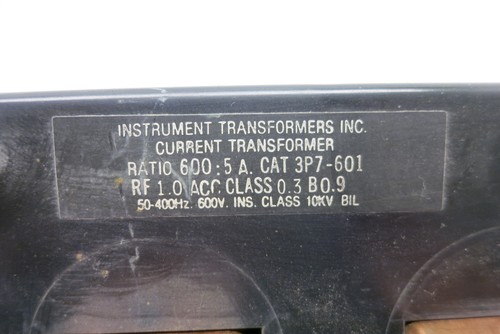 INSTRUMENT TRANSFORMERS INC.
CURRENT TRANSFORMER
RATIO 600:5 A. CAT 3P7-601
RF 1.0 ACC CLASS 0.3 B0.9
50-400Hz. 600V. INS. CLASS 10KV BIL